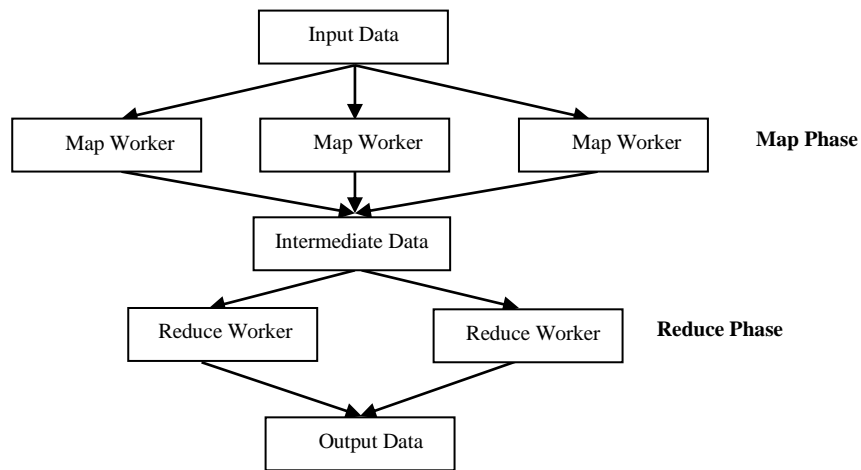 Input Data
Map Worker
Map Worker
Map Worker
Map Phase
Intermediate Data
Reduce Worker
Reduce Worker
Reduce Phase
Output Data